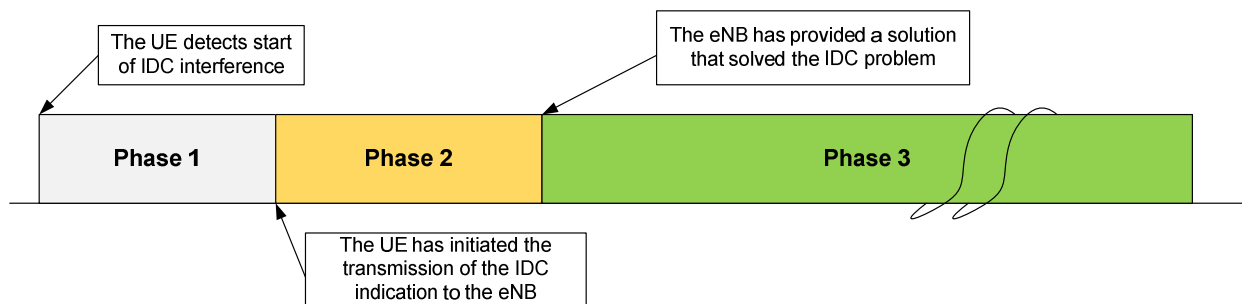 The UE detects start
of IDC interference
The eNB has provided a solution
that solved the IDC problem
Phase 1
Phase 2
Phase 3
The UE has initiated the
transmission of the IDC
indication to the eNB